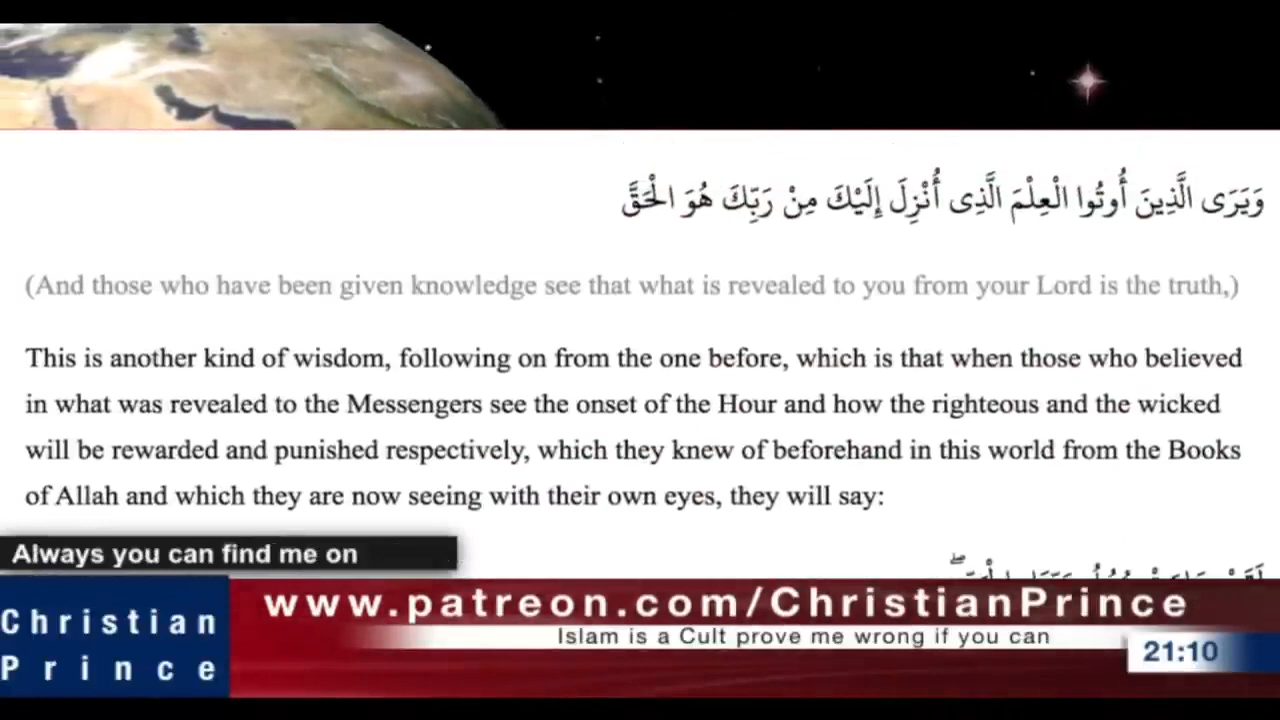 وَيَرَى الَّذِينَ أُوتُوا الْعِلْمَ الَّذِى أُنْزِلَ إِلَيْكَ مِنْ رَبِّكَ هُوَ الْحَقَّ
(And those who have been given knowledge see that what is revealed to you from your Lord is the truth,)
This is another kind of wisdom, following on from the one before, which is that when those who believed
in what was revealed to the Messengers see the onset of the Hour and how the righteous and the wicked
will be rewarded and punished respectively, which they knew of beforehand in this world from the Books
of Allah and which they are now seeing with their own eyes, they will say:
Always you can find me on
Christian
Prince
www.patreon.com/ChristianPrince
Islam is a Cult prove me wrong if you can
21:10